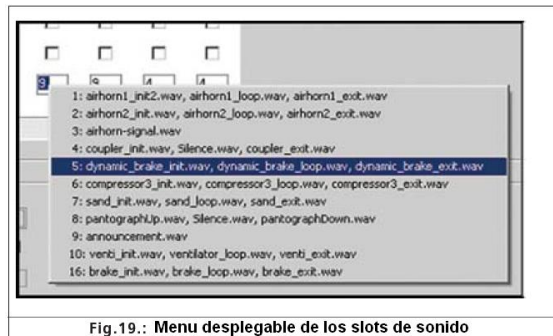 9 9 4 4
1: airhorn1_init2.wav, airhorn1_loop.wav, airhorn1_exit.wav
2: airhorn2_init.wav, airhorn2_loop.wav, airhorn2_exit.wav
3: airhorn-signal.wav
4: coupler_init.wav, Silence.wav, coupler_exit.wav
5: dynamic_brake_init.wav, dynamic_brake_loop.wav, dynamic_brake_exit.wav
6: compressor3_init.wav, compressor3_loop.wav, compressor3_exit.wav
7: sand_init.wav, sand_loop.wav, sand_exit.wav
8: pantographUp.wav, Silence.wav, pantographDown.wav
9: announcement.wav
10: venti_init.wav, ventilator_loop.wav, venti_exit.wav
16: brake_init.wav, brake_loop.wav, brake_exit.wav
Fig.19.: Menu desplegable de los slots de sonido